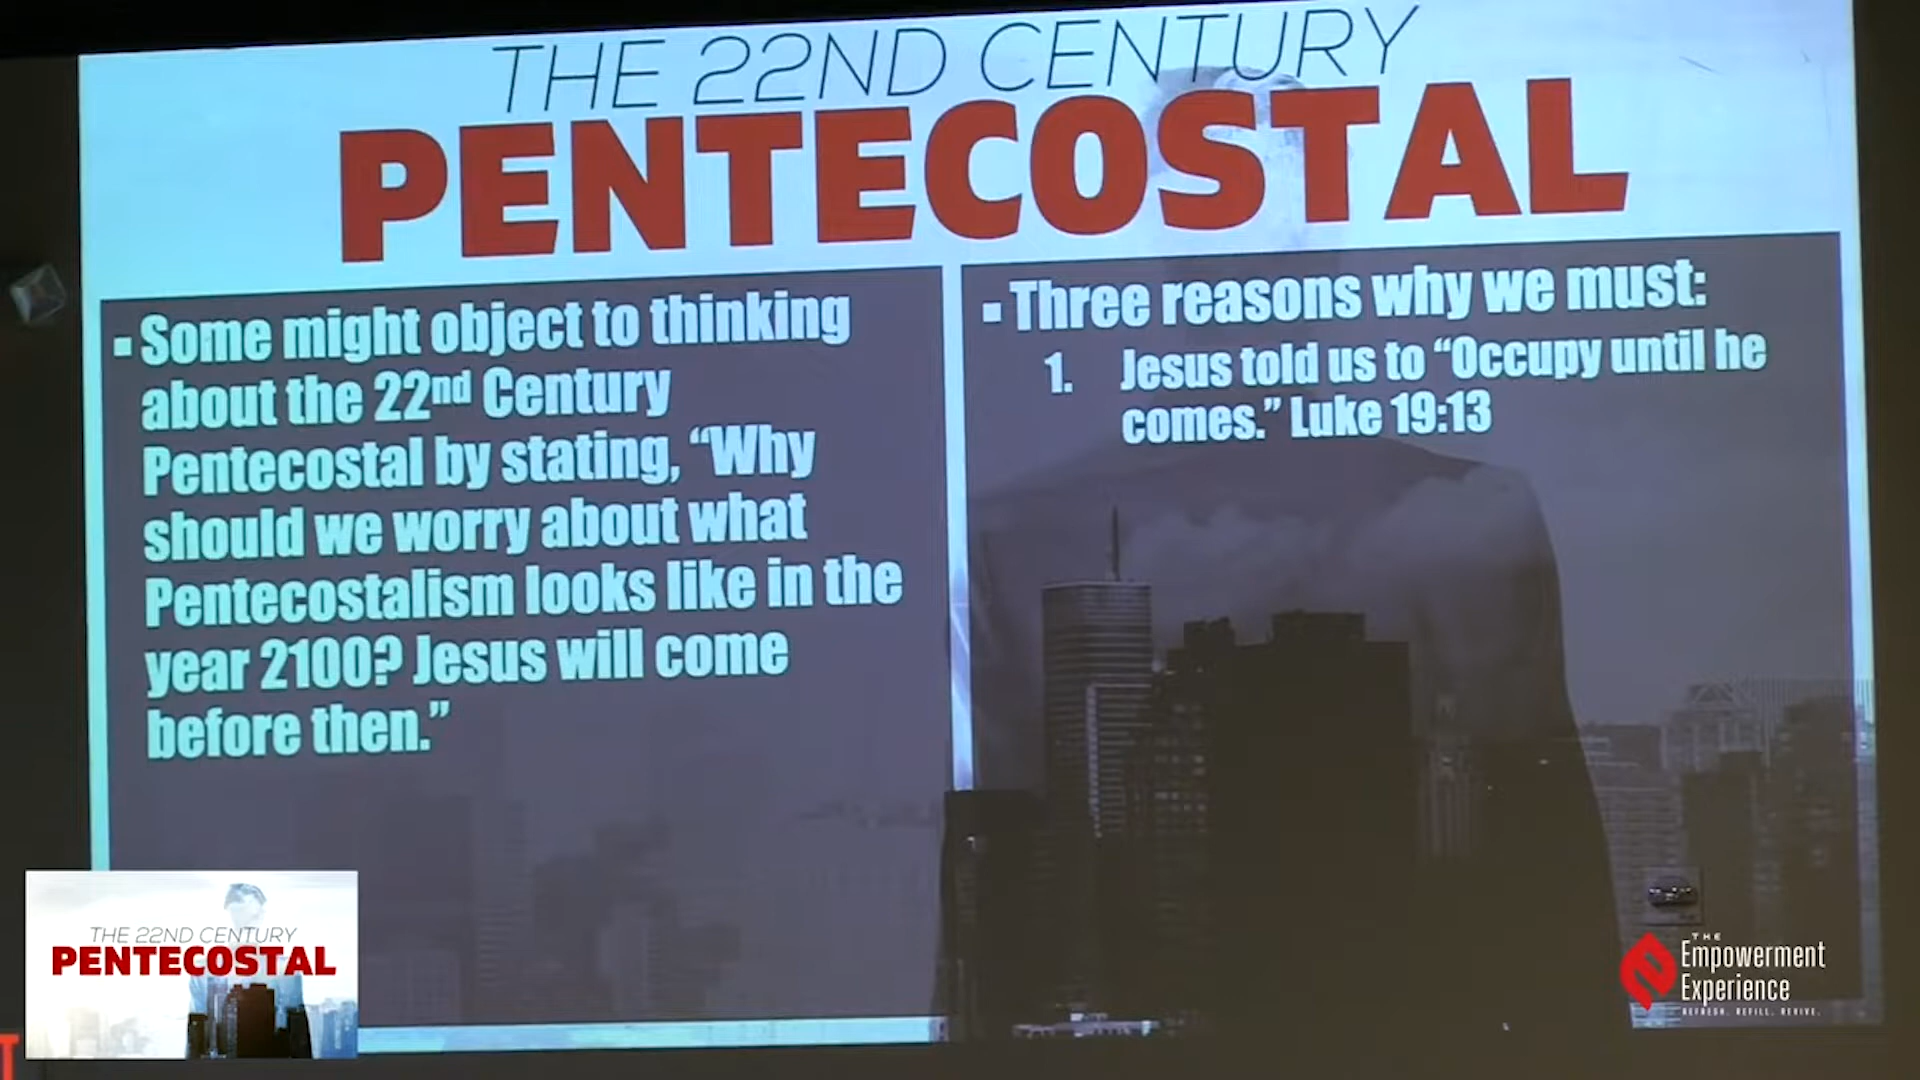 THE 22ND CENTURY
PENTECOSTAL
▪ Some might object to thinking
about the 22nd Century
Pentecostal by stating, “Why
should we worry about what
Pentecostalism looks like in the
year 2100? Jesus will come
before then.”
▪ Three reasons why we must:
1. Jesus told us to “Occupy until he
comes.” Luke 19:13
THE 22ND CENTURY
PENTECOSTAL
THE
Empowerment
Experience
REFRESH. REFILL. REVIVE.